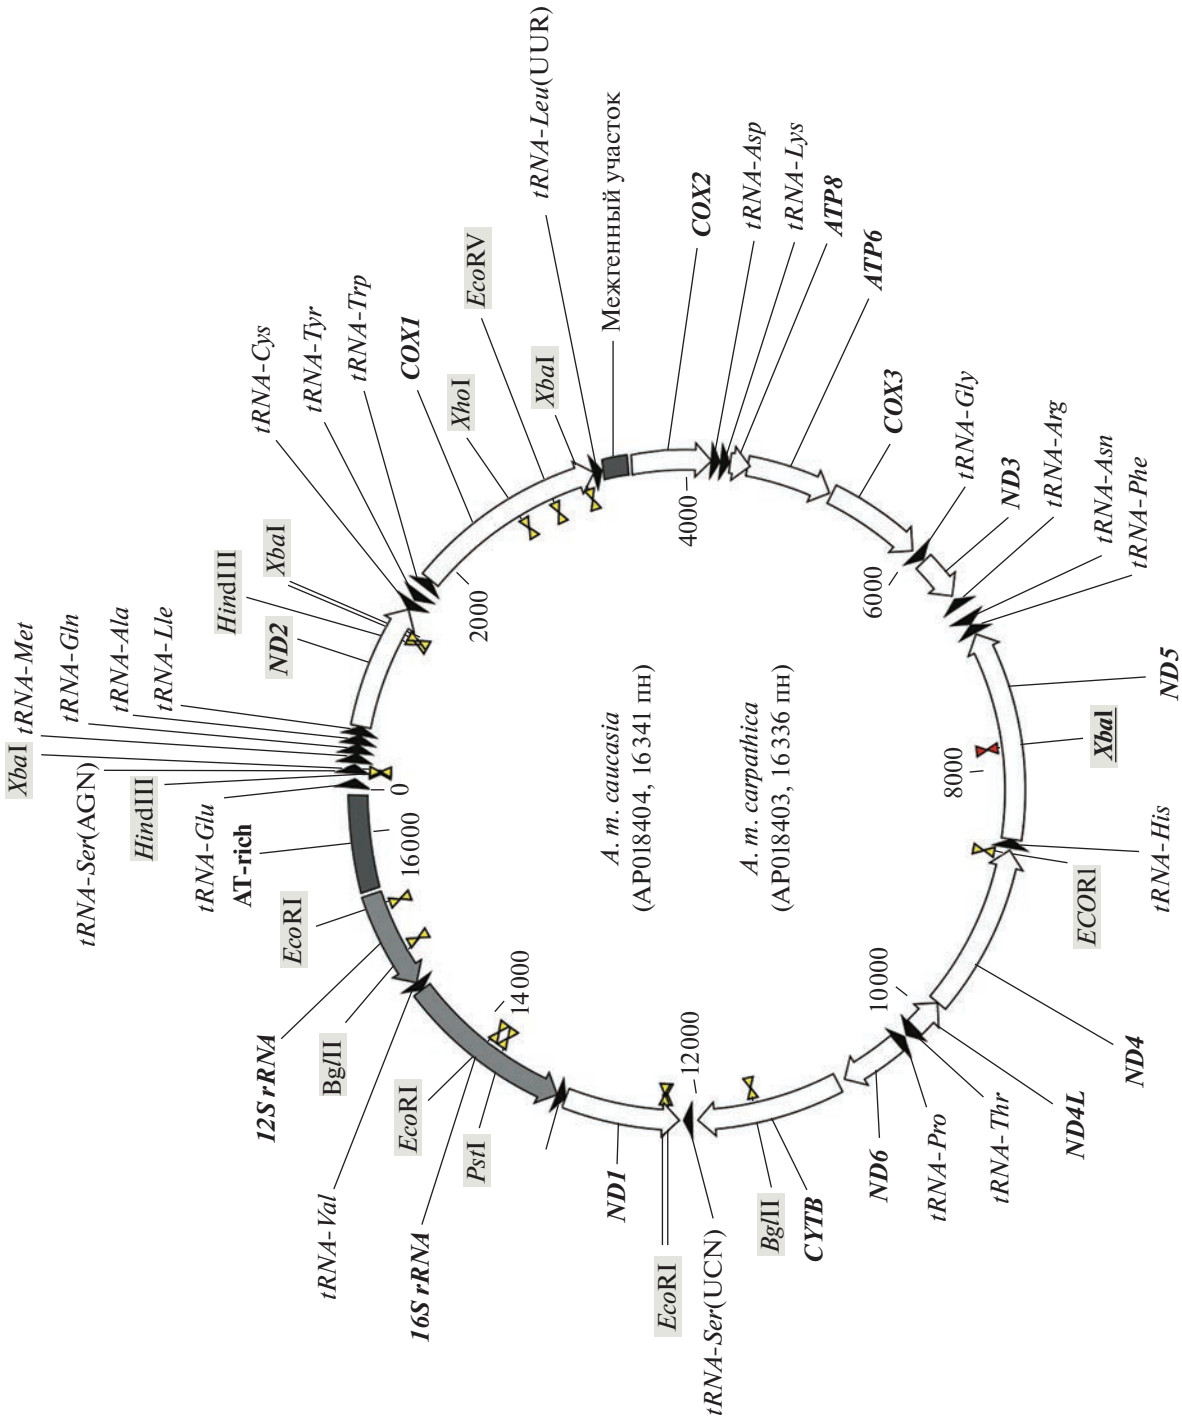 XbaI
tRNA-Met
tRNA-Gln
tRNA-Ala
tRNA-Lle
ND2
HindIII
XbaI
tRNA-Cys
tRNA-Tyr
tRNA-Trp
COX1
XhoI
EcoRV
XbaI
tRNA-Leu(UUR)
Межгенный участок
COX2
tRNA-Asp
tRNA-Lys
ATP8
ATP6
COX3
tRNA-Gly
ND3
tRNA-Arg
tRNA-Asn
tRNA-Phe
ND5
XbaI
tRNA-His
ECORI
ND4
ND4L
tRNA-Thr
tRNA-Pro
ND6
CYTB
BglII
tRNA-Ser(UCN)
EcoRI
ND1
16S rRNA
PstI
EcoRI
tRNA-Val
BglII
12S rRNA
EcoRI
AT-rich
tRNA-Glu
HindIII
tRNA-Ser(AGN)
0
2000
4000
6000
8000
10000
12000
14000
16000
A. m. caucasia
(AP018404, 16 341 пн)
A. m. carpathica
(AP018403, 16 336 пн)